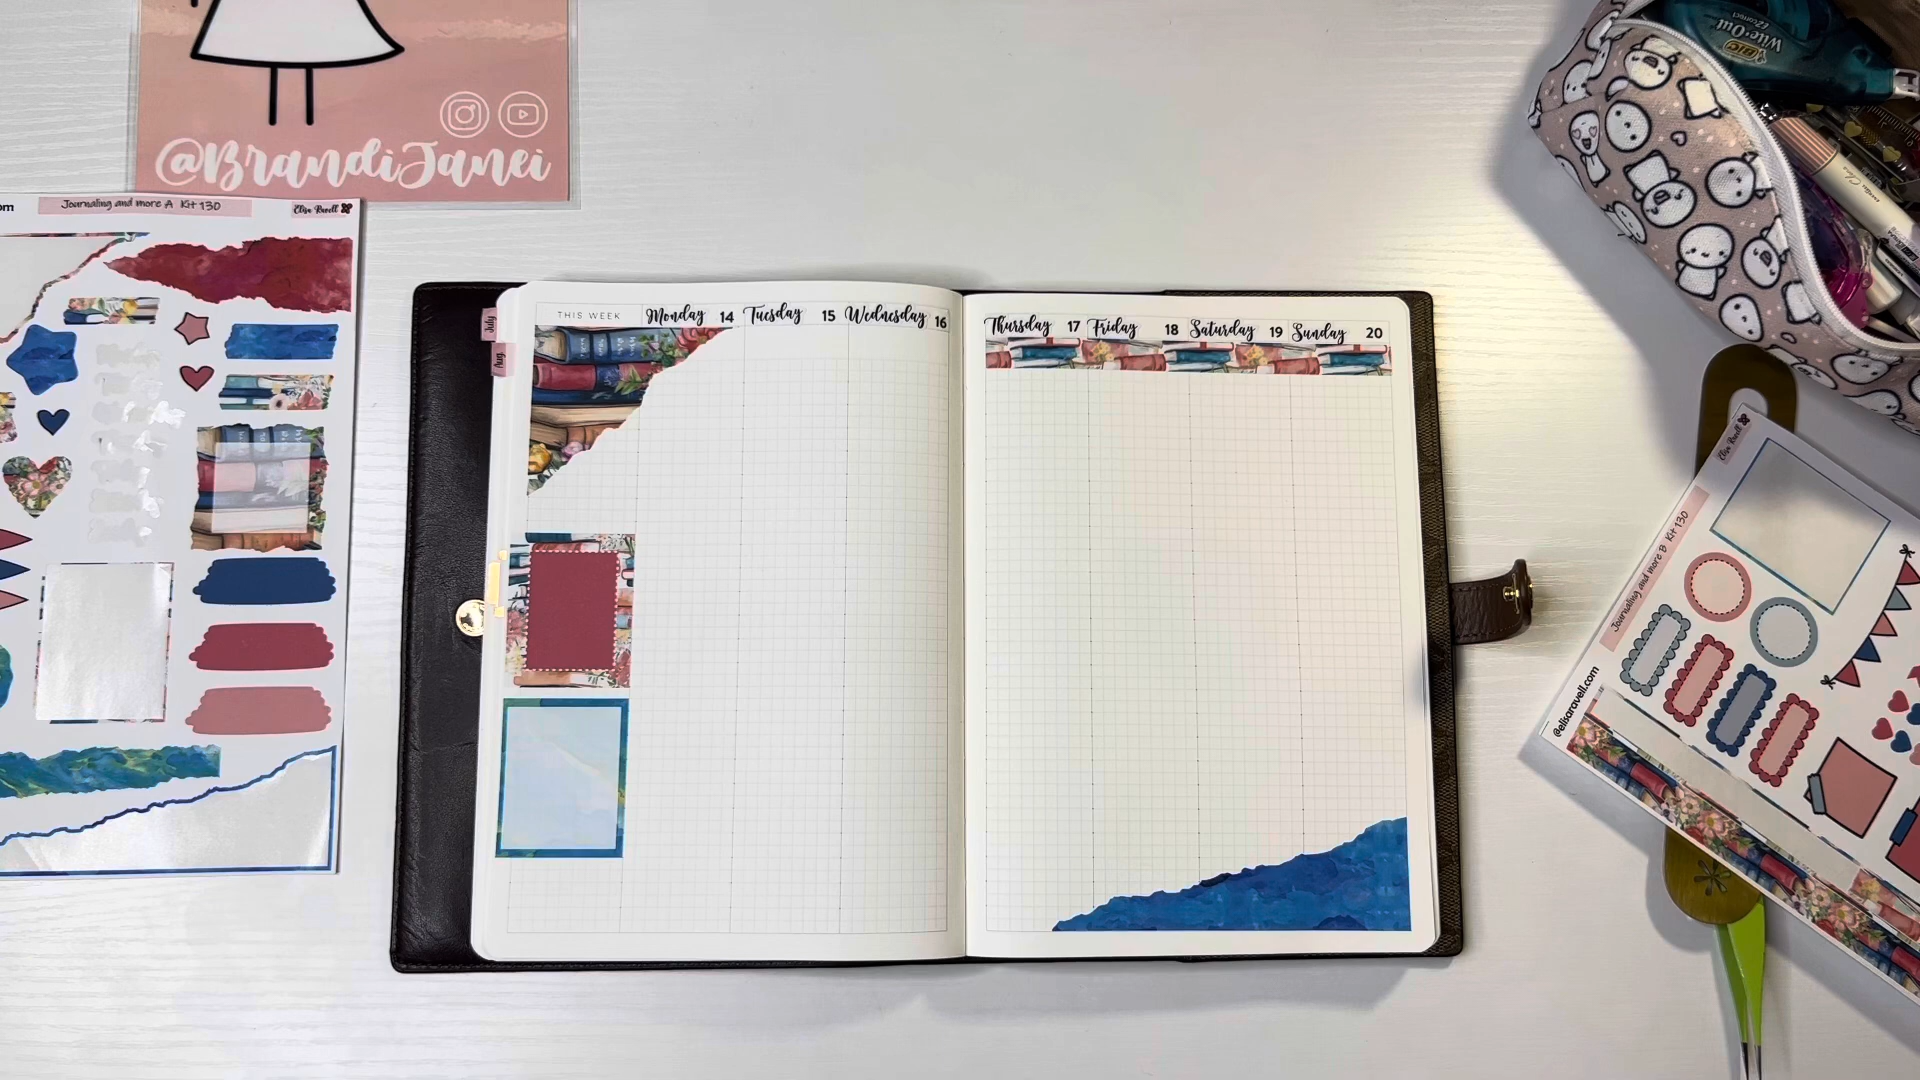 @BrandiJanei
om
Journaling and more A Kit 130
Elisa Ravell
July
Aug.
THIS WEEK
Monday 14
Tuesday 15
Wednesday 16
Thursday 17
Friday 18
Saturday 19
Sunday 20
BIC
Wite-Out
EZcorrect
Elisa Ravell
Journaling and more B Kit 130
@elisaravell.com